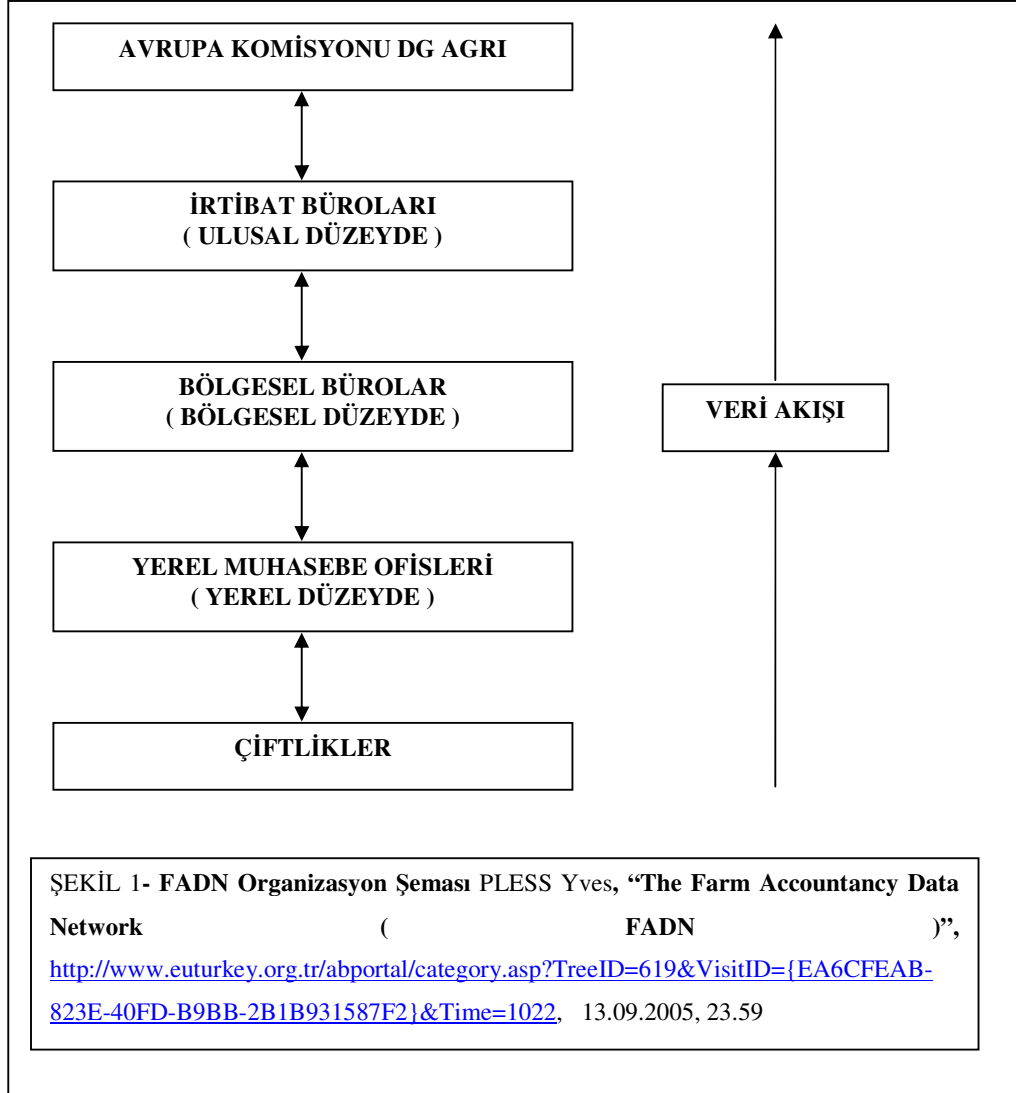 AVRUPA KOMİSYONU DG AGRI
İRTİBAT BÜROLARI
( ULUSAL DÜZEYDE )
BÖLGESEL BÜROLAR
( BÖLGESEL DÜZEYDE )
VERİ AKIŞI
YEREL MUHASEBE OFİSLERİ
( YEREL DÜZEYDE )
ÇİFTLİKLER
ŞEKİL 1- FADN Organizasyon Şeması PLESS Yves, “The Farm Accountancy Data
Network ( FADN )”,
http://www.euturkey.org.tr/abportal/category.asp?TreeID=619&VisitID={EA6CFEAB-
823E-40FD-B9BB-2B1B931587F2}&Time=1022, 13.09.2005, 23.59